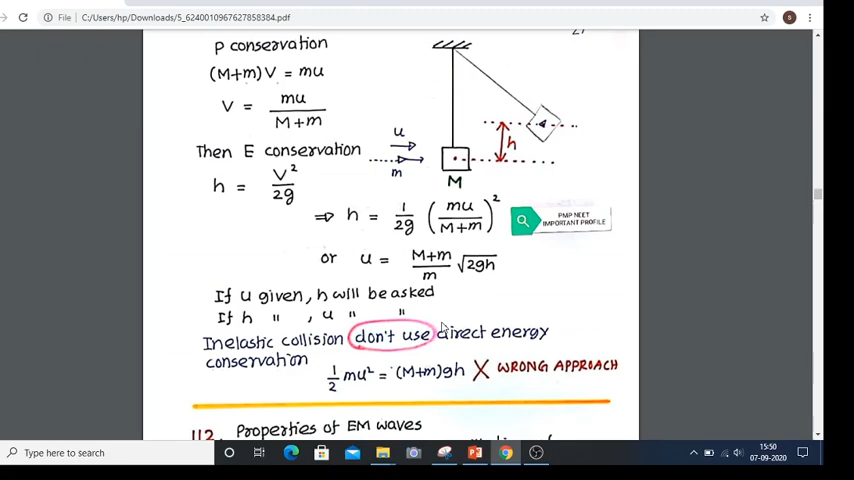 File
C:/Users/hp/Downloads/5_6240010967627858384.pdf
S
P conservation
(M+m)V = mu
V = mu / M+m
Then E conservation
h = V² / 2g
⇒ h = 1/2g (mu / M+m)²
or u = M+m / m √2gh
u
m
M
h
PMP NEET
IMPORTANT PROFILE
If u given, h will be asked
If h " , u " "
Inelastic collision don't use direct energy
conservation
1/2 mu² = (M+m)gh X WRONG APPROACH
112. Properties of EM waves
Type here to search
15:50
07-09-2020